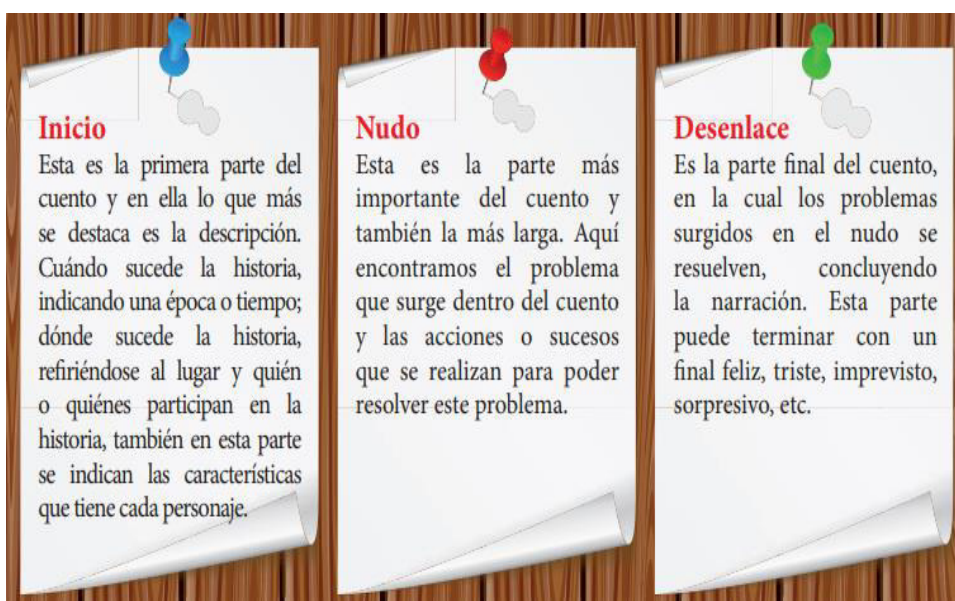 Inicio
Esta es la primera parte del
cuento y en ella lo que más
se destaca es la descripción.
Cuándo sucede la historia,
indicando una época o tiempo;
dónde sucede la historia,
refiriéndose al lugar y quién
o quiénes participan en la
historia, también en esta parte
se indican las características
que tiene cada personaje.
Nudo
Esta es la parte más
importante del cuento y
también la más larga. Aquí
encontramos el problema
que surge dentro del cuento
y las acciones o sucesos
que se realizan para poder
resolver este problema.
Desenlace
Es la parte final del cuento,
en la cual los problemas
surgidos en el nudo se
resuelven, concluyendo
la narración. Esta parte
puede terminar con un
final feliz, triste, imprevisto,
sorpresivo, etc.